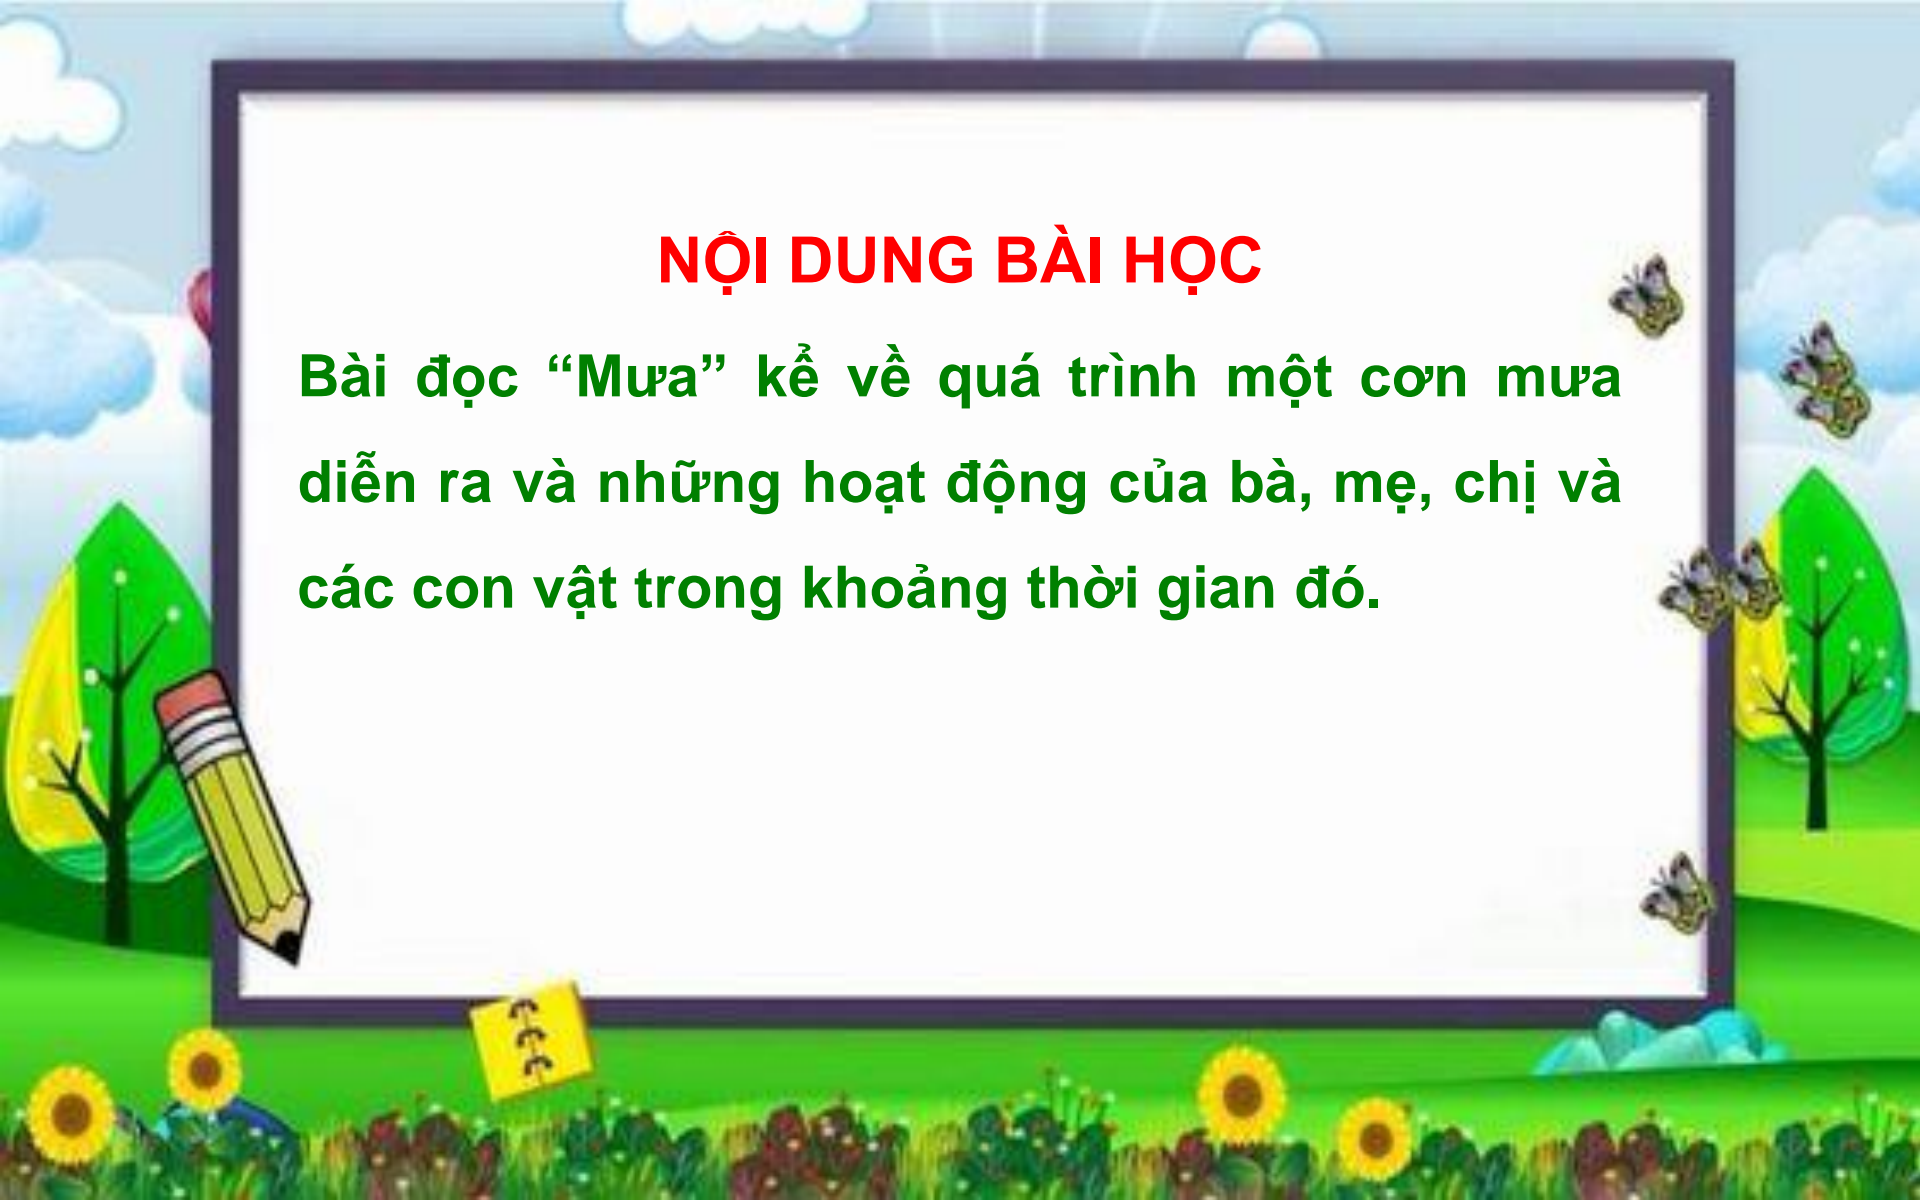 NỘI DUNG BÀI HỌC
Bài đọc “Mưa” kể về quá trình một cơn mưa
diễn ra và những hoạt động của bà, mẹ, chị và
các con vật trong khoảng thời gian đó.